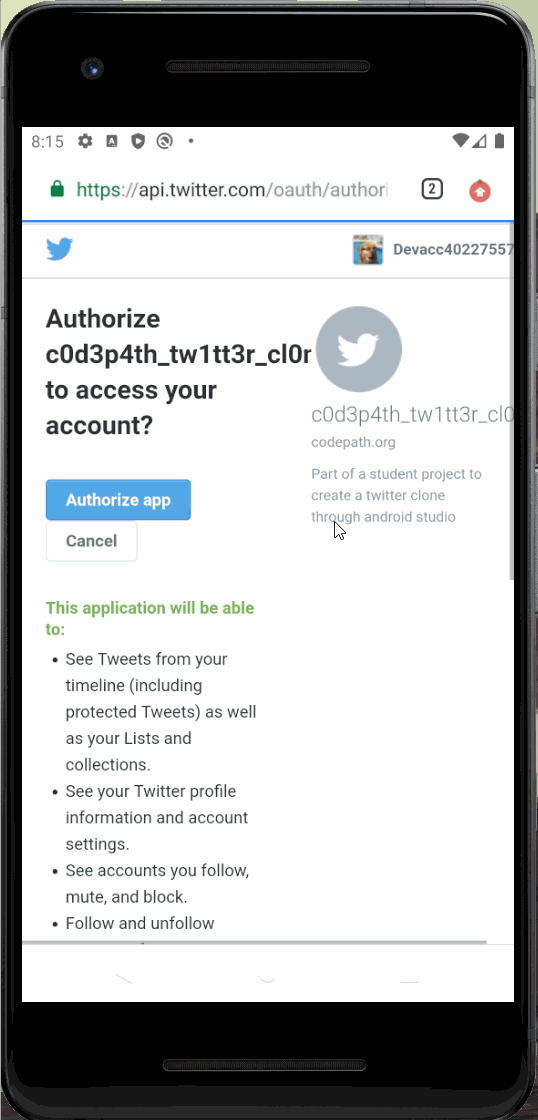 8:15
https://api.twitter.com/oauth/authori
2
Devacc40227557
Authorize
c0d3p4th_tw1tt3r_cl0r
to access your
account?
c0d3p4th_tw1tt3r_cl0
codepath.org
Part of a student project to
create a twitter clone
through android studio
Authorize app
Cancel
This application will be able
to:
• See Tweets from your
timeline (including
protected Tweets) as well
as your Lists and
collections.
• See your Twitter profile
information and account
settings.
• See accounts you follow,
mute, and block.
• Follow and unfollow